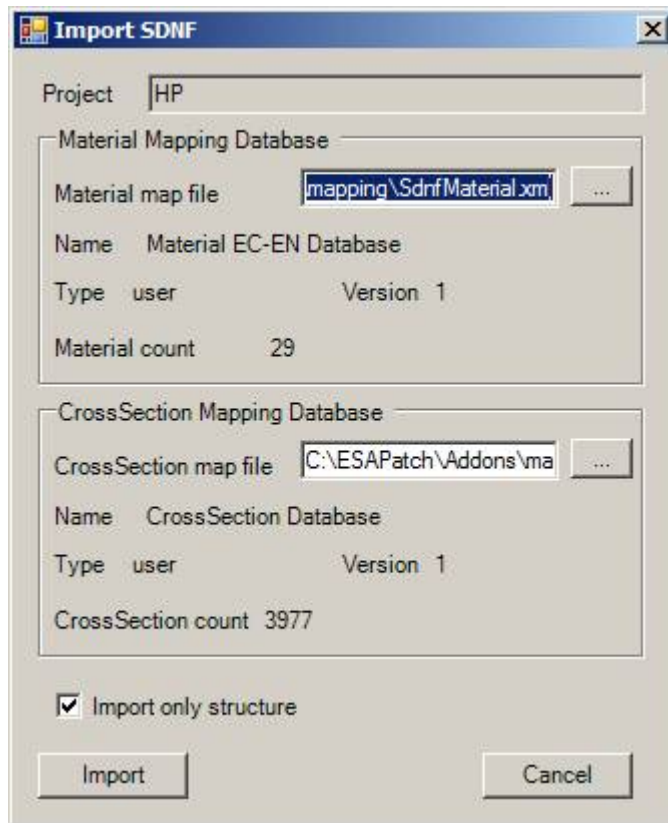 Import SDNF
Project HP
Material Mapping Database
Material map file mapping\SdnfMaterial.xm ...
Name Material EC-EN Database
Type user Version 1
Material count 29
CrossSection Mapping Database
CrossSection map file C:\ESAPatch\Addons\ma ...
Name CrossSection Database
Type user Version 1
CrossSection count 3977
Import only structure
Import Cancel